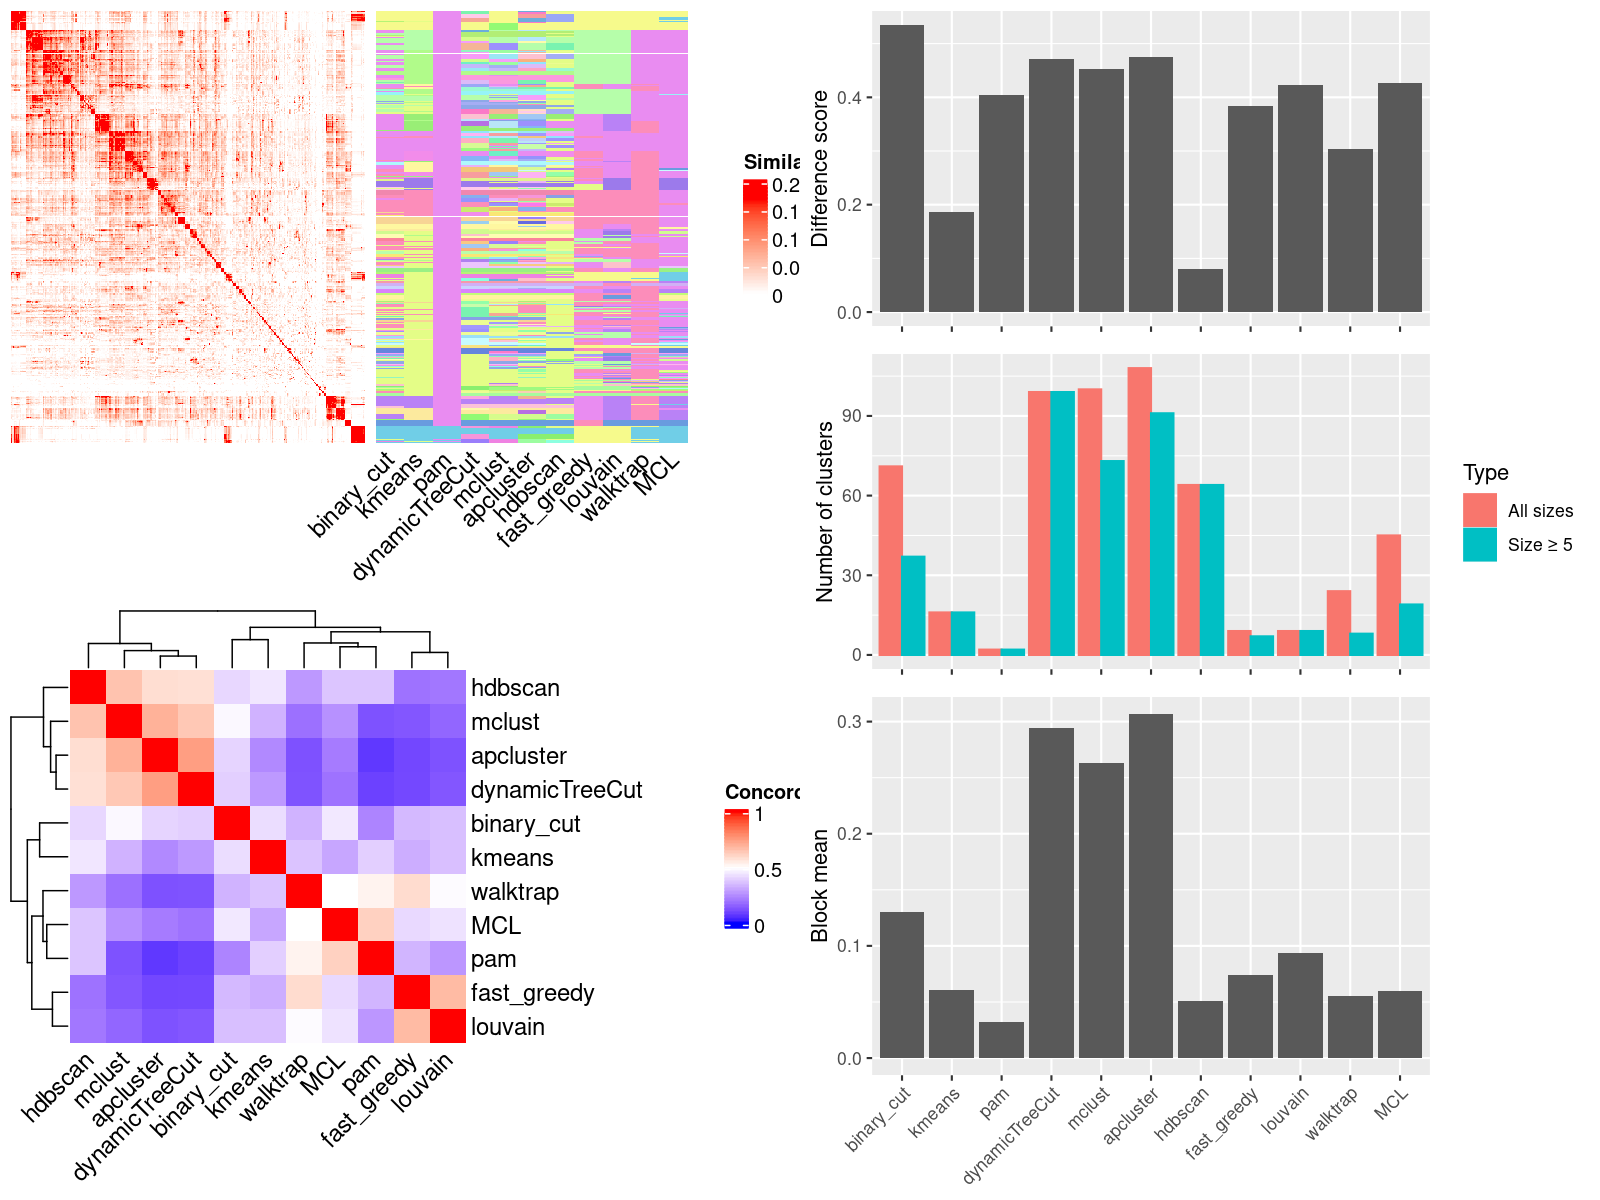 Simila
0.2
0.1
0.1
0.0
0
binary_cut
kmeans
pam
dynamicTreeCut
mclust
apcluster
hdbscan
fast_greedy
louvain
walktrap
MCL
Difference score
0.4
0.2
0.0
Number of clusters
90
60
30
0
Type
All sizes
Size ≥ 5
hdbscan
mclust
apcluster
dynamicTreeCut
binary_cut
kmeans
walktrap
MCL
pam
fast_greedy
louvain
hdbscan
mclust
apcluster
dynamicTreeCut
binary_cut
kmeans
walktrap
MCL
pam
fast_greedy
louvain
Concord
1
0.5
0
Block mean
0.3
0.2
0.1
0.0
binary_cut
kmeans
pam
dynamicTreeCut
mclust
apcluster
hdbscan
fast_greedy
louvain
walktrap
MCL